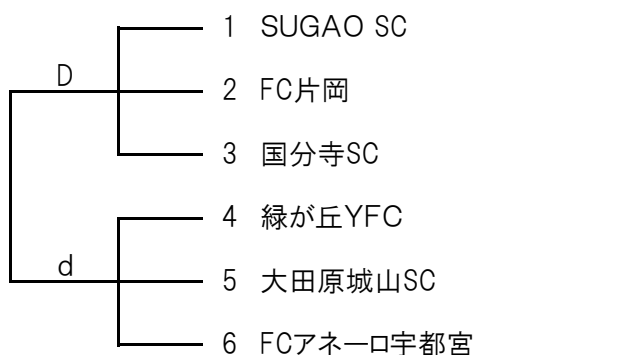 1 SUGAO SC
D
2 FC片岡
3 国分寺SC
4 緑が丘YFC
d
5 大田原城山SC
6 FCアネーロ宇都宮